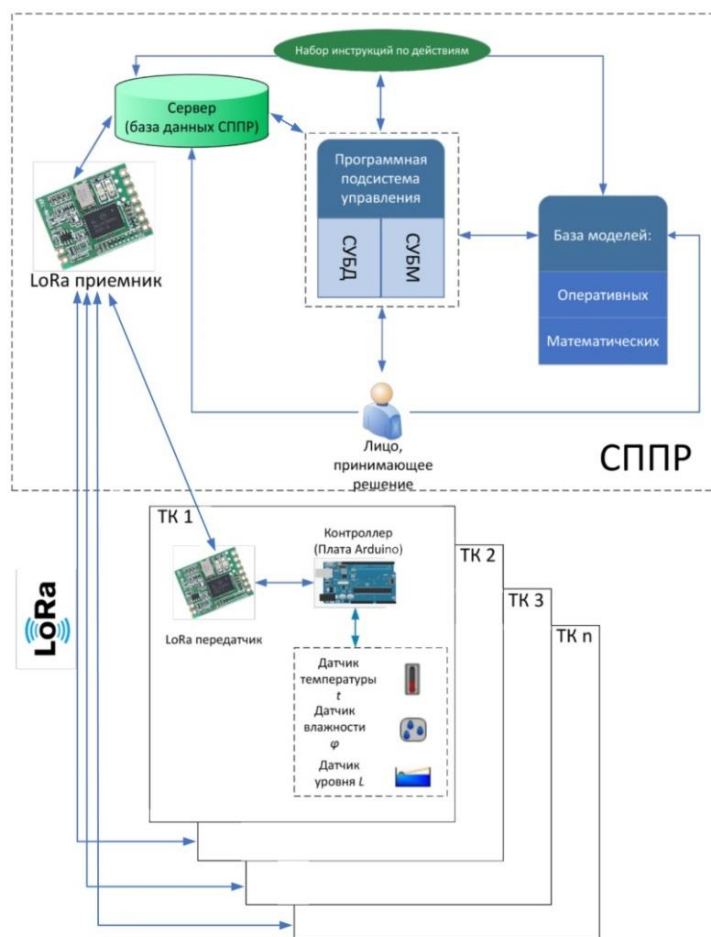 Набор инструкций по действиям
Сервер
(база данных СППР)
Программная
подсистема
управления
СУБД
СУБМ
База моделей:
Оперативных
Математических
LoRa приемник
Лицо,
принимающее
решение
СППР
ТК 1
Контроллер
(Плата Arduino)
LoRa передатчик
Датчик
температуры
t
Датчик
влажности
φ
Датчик
уровня L
ТК 2
ТК 3
ТК n
LoRa